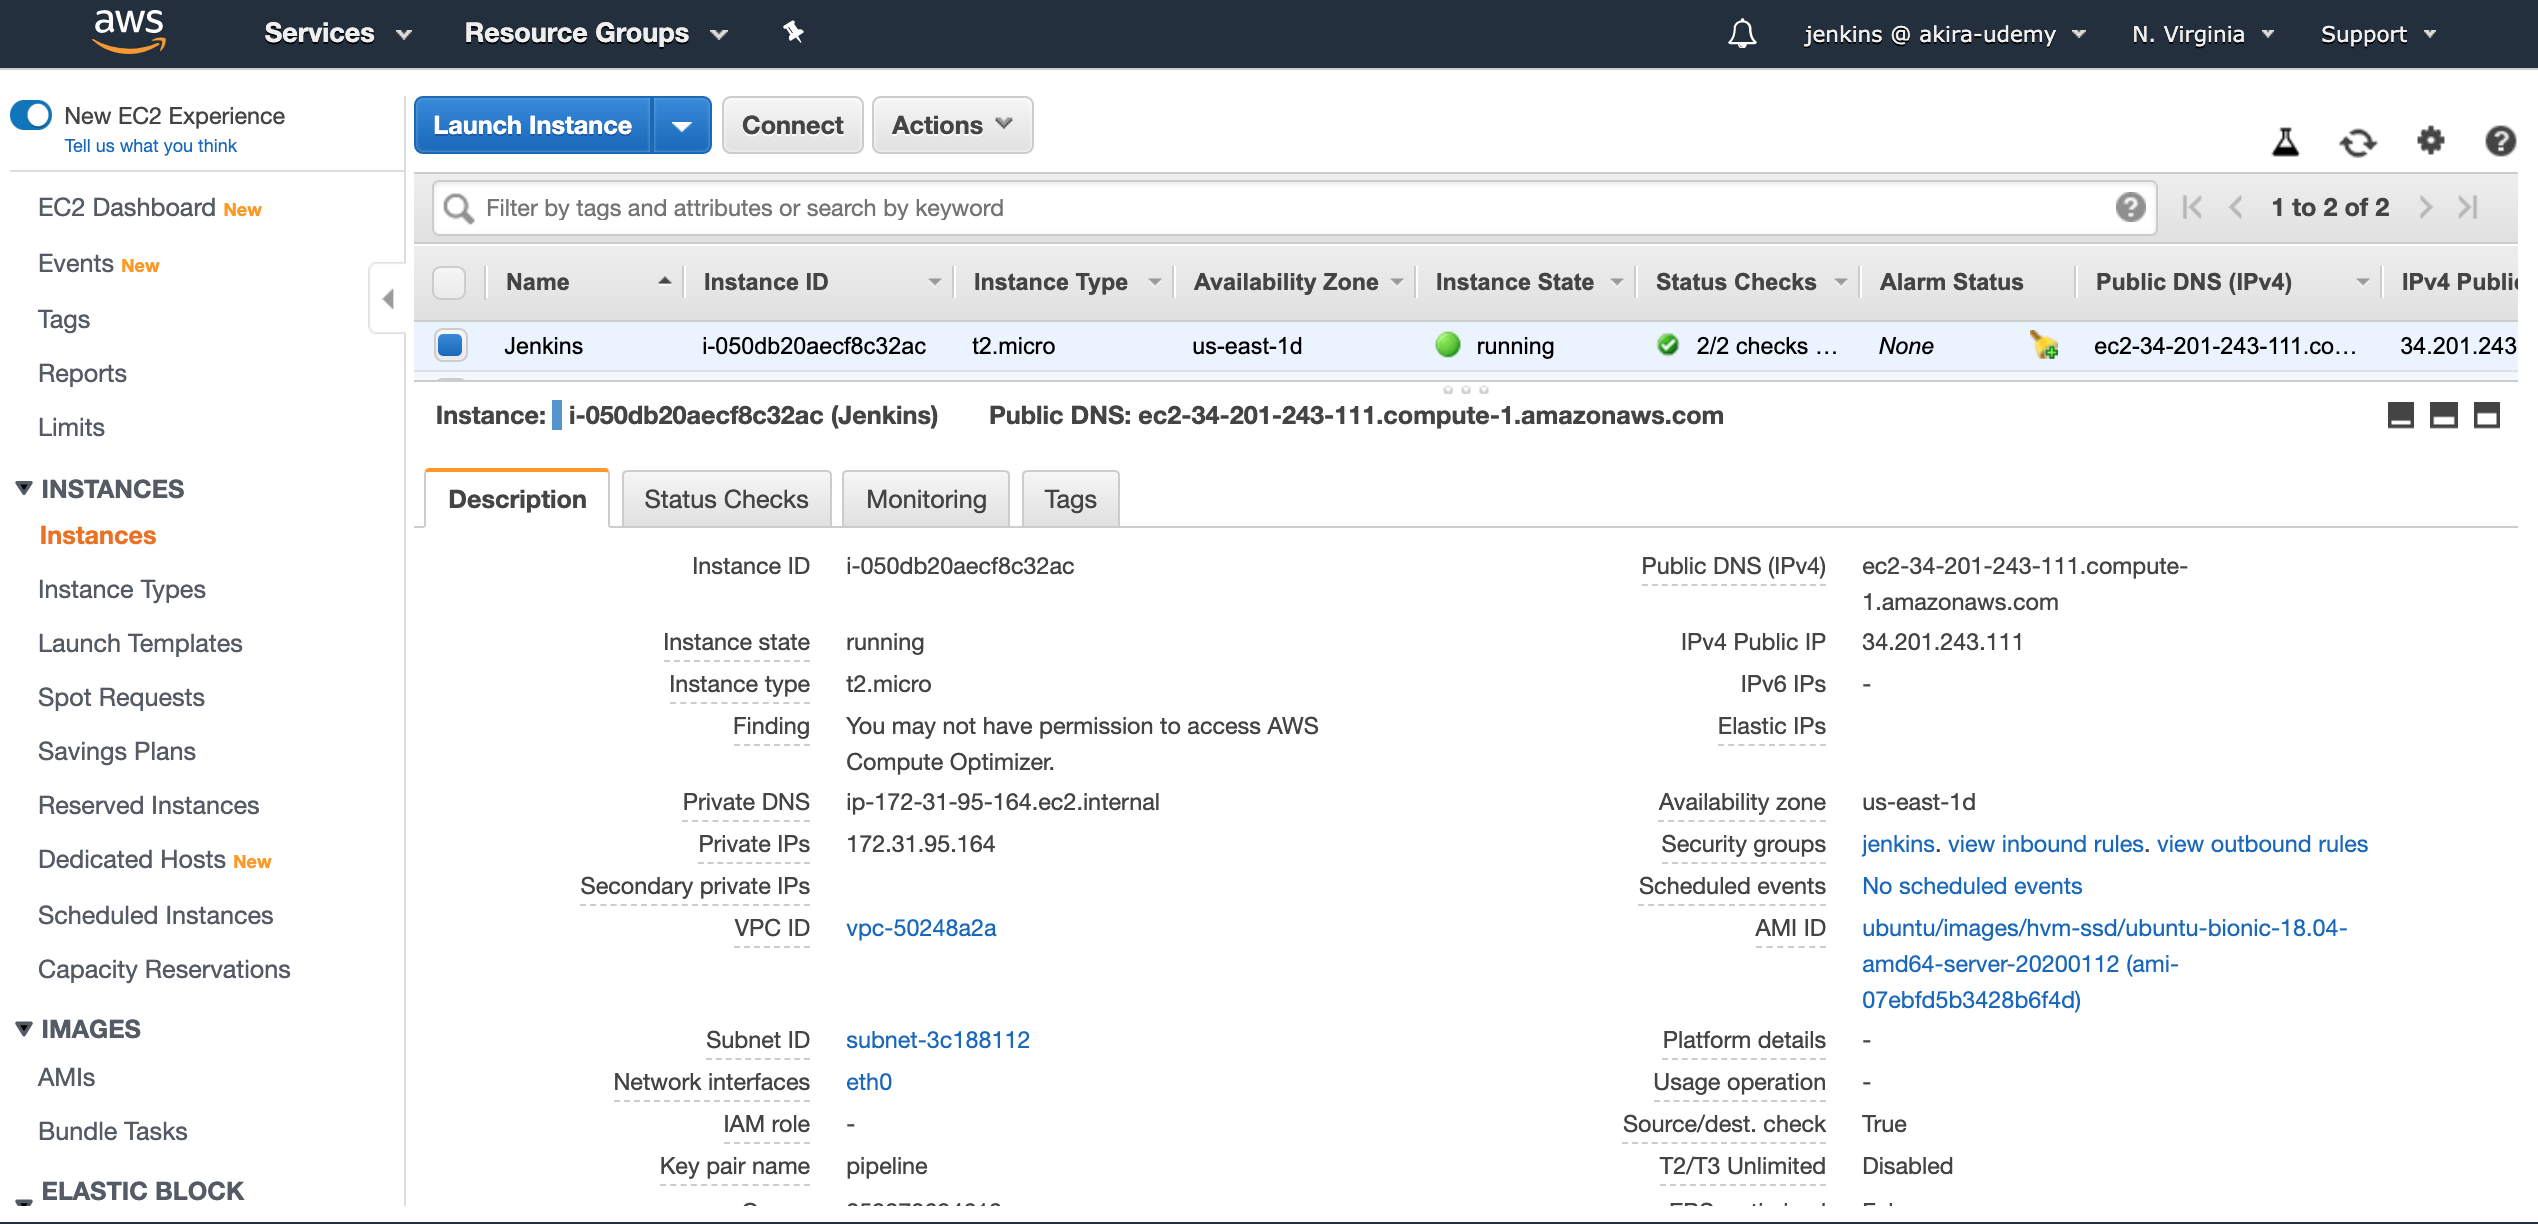 aws Services Resource Groups jenkins @ akira-udemy N. Virginia Support
New EC2 Experience
Tell us what you think
EC2 Dashboard New
Events New
Tags
Reports
Limits
INSTANCES
Instances
Instance Types
Launch Templates
Spot Requests
Savings Plans
Reserved Instances
Dedicated Hosts New
Scheduled Instances
Capacity Reservations
IMAGES
AMIs
Bundle Tasks
ELASTIC BLOCK
Launch Instance Connect Actions
Filter by tags and attributes or search by keyword 1 to 2 of 2
Name Instance ID Instance Type Availability Zone Instance State Status Checks Alarm Status Public DNS (IPv4) IPv4 Public
Jenkins i-050db20aecf8c32ac t2.micro us-east-1d running 2/2 checks ... None ec2-34-201-243-111.co... 34.201.243
Instance: i-050db20aecf8c32ac (Jenkins) Public DNS: ec2-34-201-243-111.compute-1.amazonaws.com
Description Status Checks Monitoring Tags
Instance ID i-050db20aecf8c32ac
Instance state running
Instance type t2.micro
Finding You may not have permission to access AWS
Compute Optimizer.
Private DNS ip-172-31-95-164.ec2.internal
Private IPs 172.31.95.164
Secondary private IPs
VPC ID vpc-50248a2a
Subnet ID subnet-3c188112
Network interfaces eth0
IAM role -
Key pair name pipeline
Public DNS (IPv4) ec2-34-201-243-111.compute-
1.amazonaws.com
IPv4 Public IP 34.201.243.111
IPv6 IPs -
Elastic IPs
Availability zone us-east-1d
Security groups jenkins. view inbound rules. view outbound rules
Scheduled events No scheduled events
AMI ID ubuntu/images/hvm-ssd/ubuntu-bionic-18.04-
amd64-server-20200112 (ami-
07ebfd5b3428b6f4d)
Platform details -
Usage operation -
Source/dest. check True
T2/T3 Unlimited Disabled